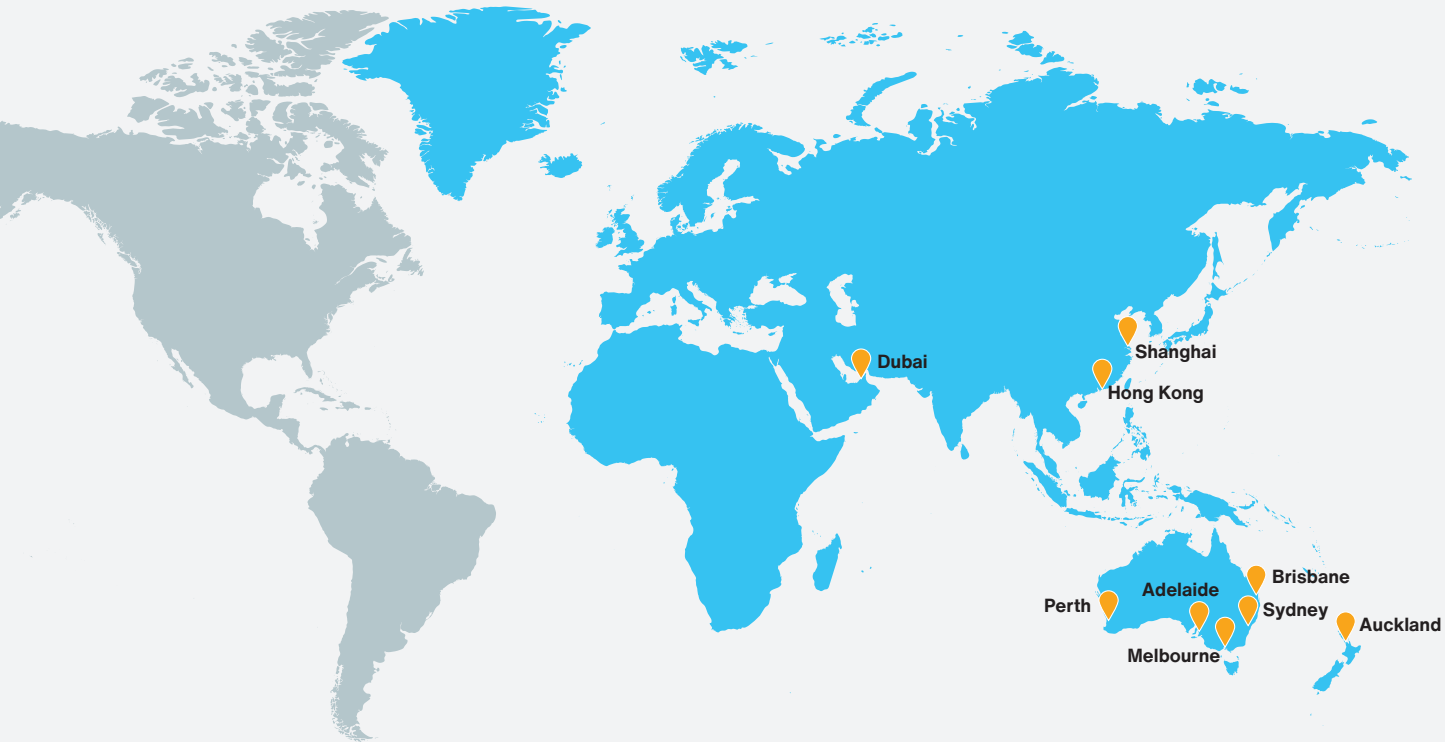 Shanghai
Dubai
Hong Kong
Brisbane
Adelaide
Perth
Sydney
Auckland
Melbourne